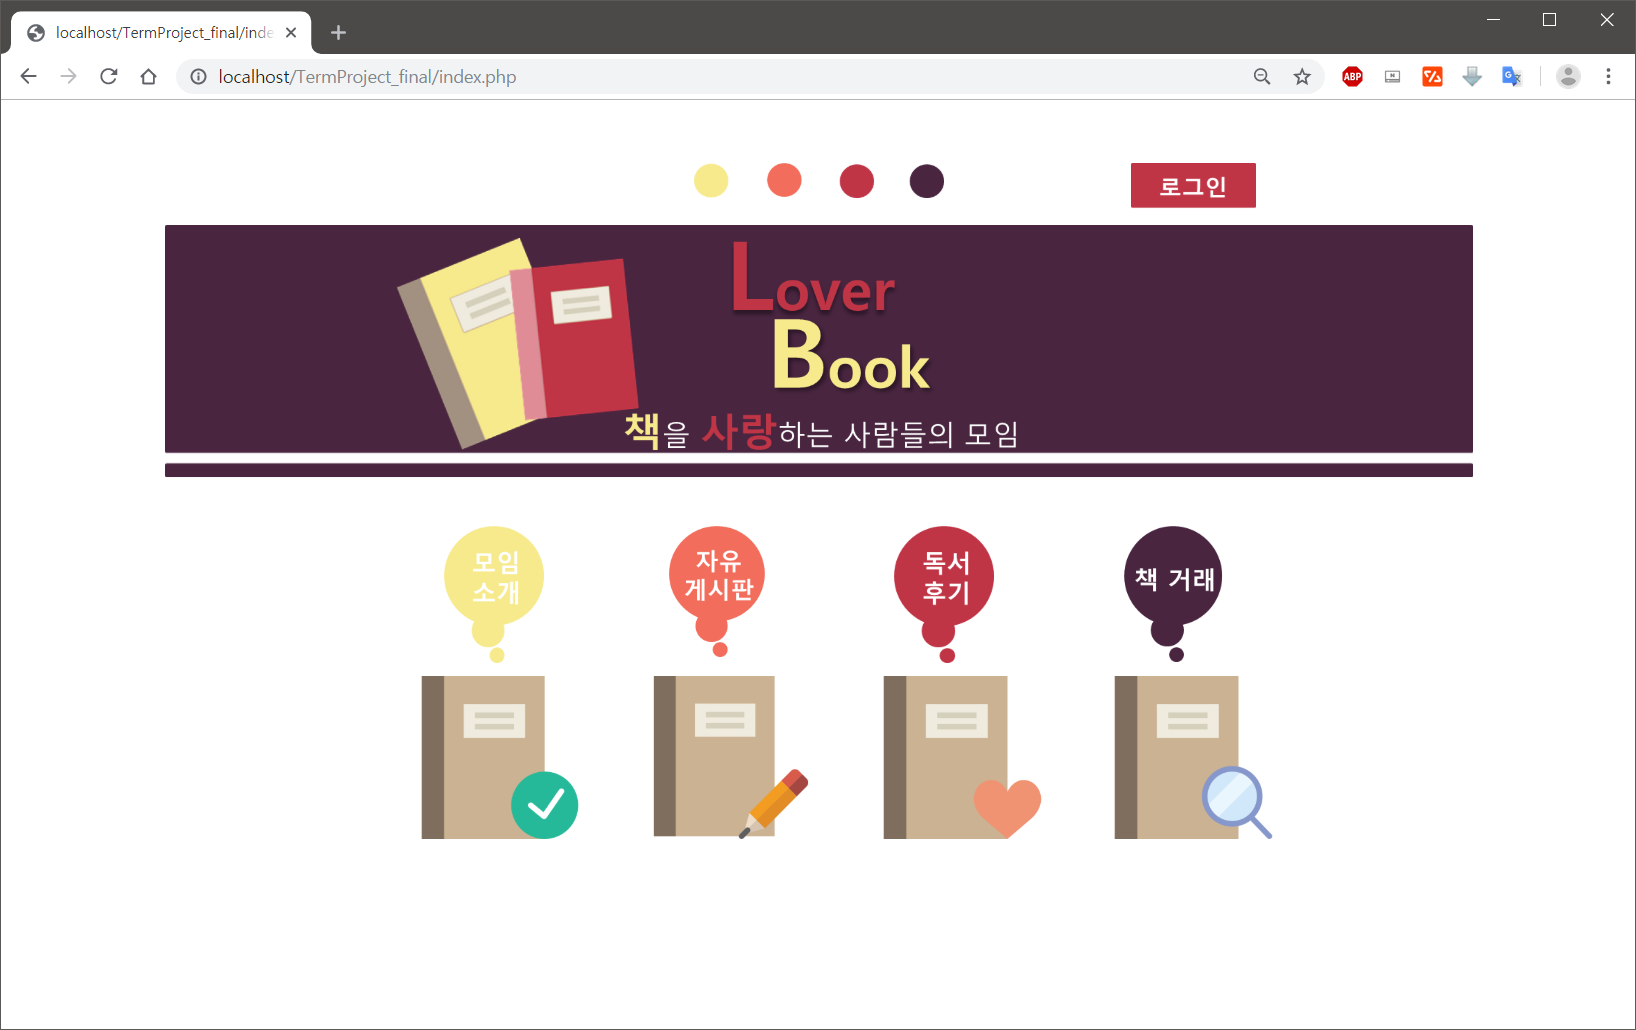 localhost/TermProject_final/inde
localhost/TermProject_final/index.php
ABP
N
G
로그인
Lover
Book
책을 사랑하는 사람들의 모임
모임
소개
자유
게시판
독서
후기
책 거래